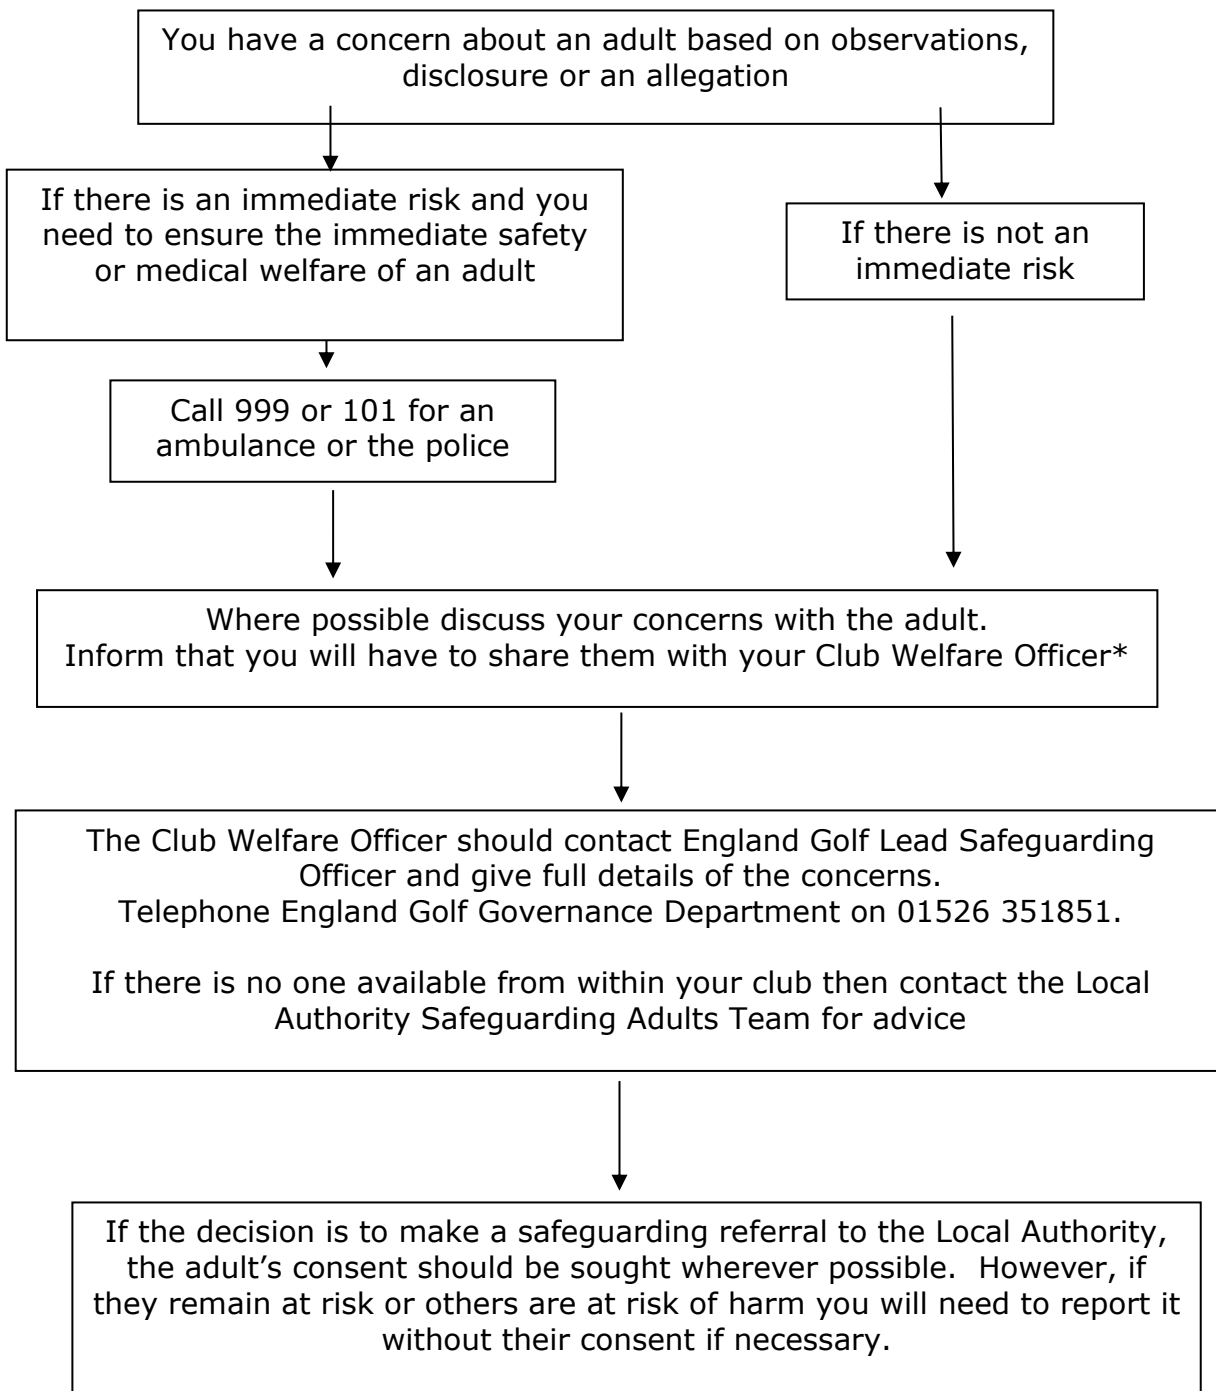 You have a concern about an adult based on observations,
disclosure or an allegation
If there is an immediate risk and you
need to ensure the immediate safety
or medical welfare of an adult
If there is not an
immediate risk
Call 999 or 101 for an
ambulance or the police
Where possible discuss your concerns with the adult.
Inform that you will have to share them with your Club Welfare Officer*
The Club Welfare Officer should contact England Golf Lead Safeguarding
Officer and give full details of the concerns.
Telephone England Golf Governance Department on 01526 351851.
If there is no one available from within your club then contact the Local
Authority Safeguarding Adults Team for advice
If the decision is to make a safeguarding referral to the Local Authority,
the adult’s consent should be sought wherever possible.  However, if
they remain at risk or others are at risk of harm you will need to report it
without their consent if necessary.